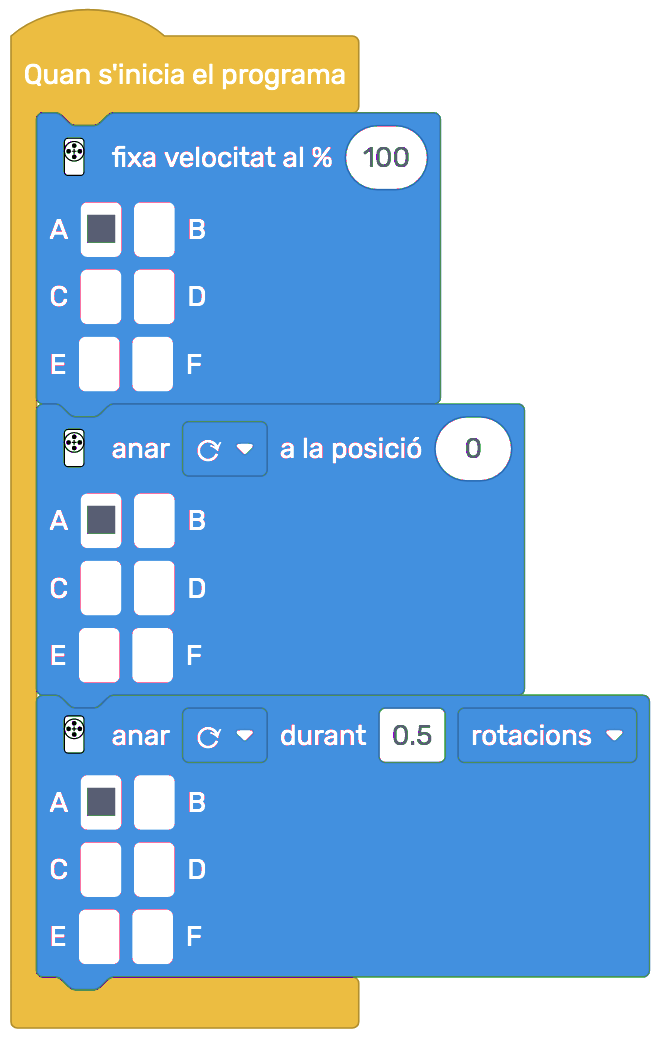 Quan s'inicia el programa
fixa velocitat al % 100
A B
C D
E F
anar a la posició 0
A B
C D
E F
anar durant 0.5 rotacions
A B
C D
E F